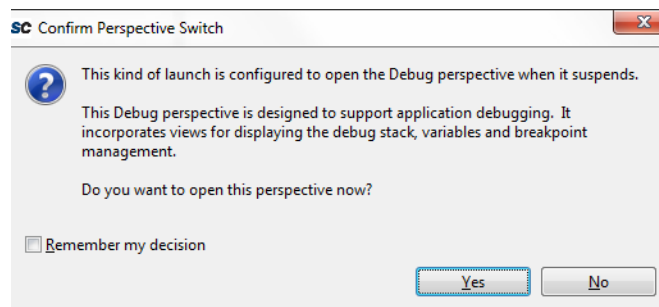 SC Confirm Perspective Switch
This kind of launch is configured to open the Debug perspective when it suspends.
This Debug perspective is designed to support application debugging. It
incorporates views for displaying the debug stack, variables and breakpoint
management.
Do you want to open this perspective now?
Remember my decision
Yes No